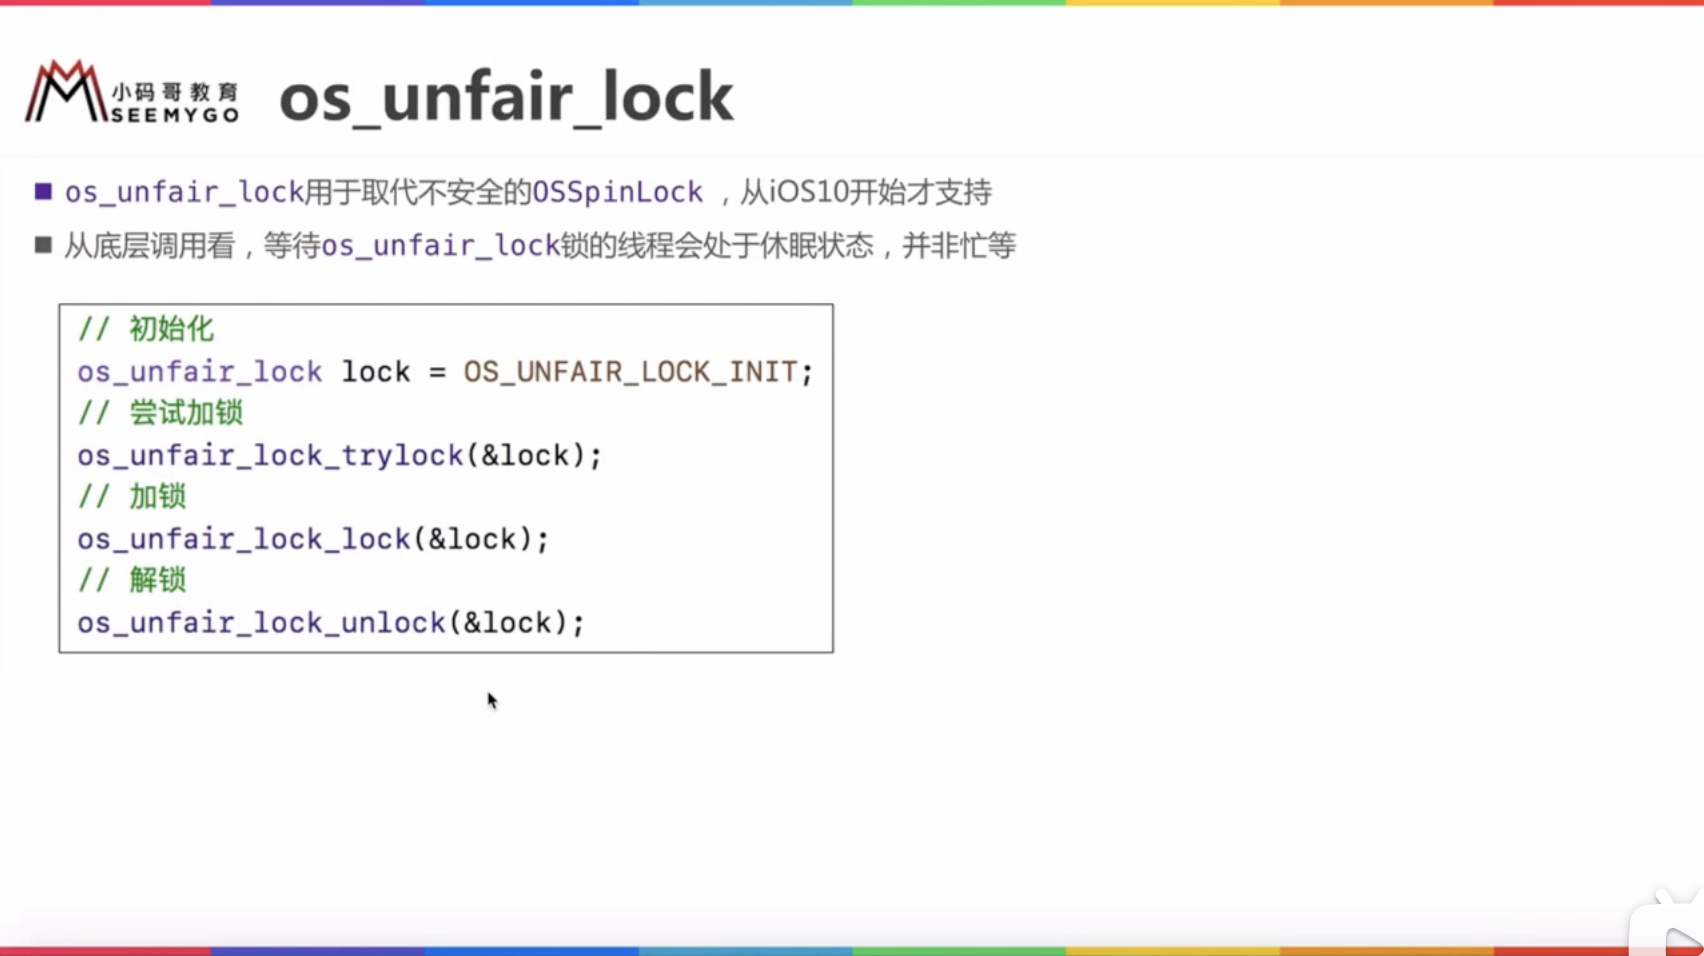 小码哥教育
SEEMYGO
os_unfair_lock
os_unfair_lock用于取代不安全的OSSpinLock ，从iOS10开始才支持
从底层调用看，等待os_unfair_lock锁的线程会处于休眠状态，并非忙等
// 初始化
os_unfair_lock lock = OS_UNFAIR_LOCK_INIT;
// 尝试加锁
os_unfair_lock_trylock(&lock);
// 加锁
os_unfair_lock_lock(&lock);
// 解锁
os_unfair_lock_unlock(&lock);